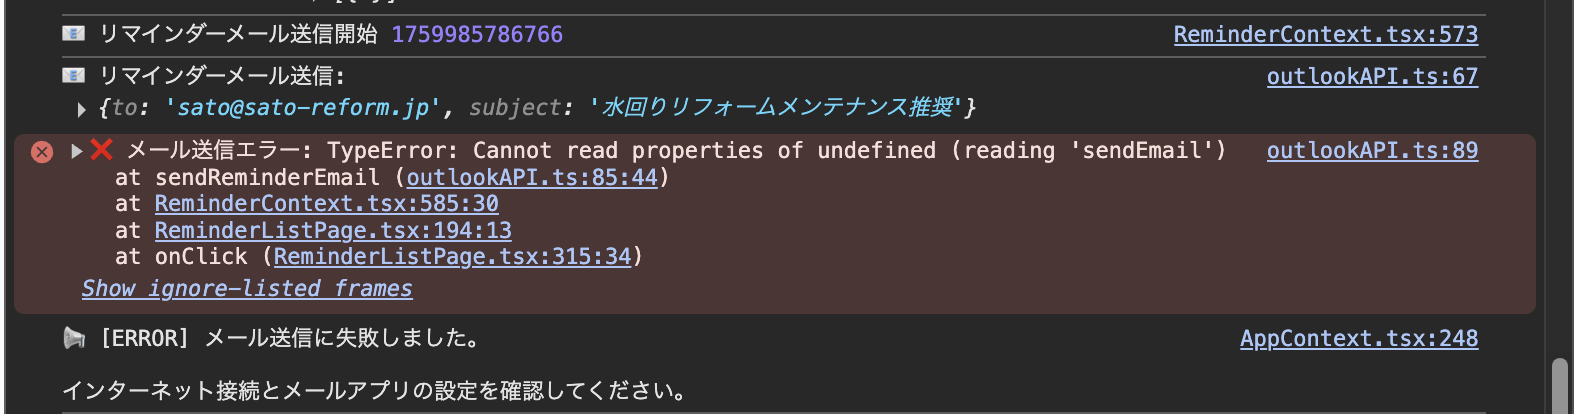 リマインダーメール送信開始 1759985786766 ReminderContext.tsx:573
リマインダーメール送信: outlookAPI.ts:67
{to: 'sato@sato-reform.jp', subject: '水回りリフォームメンテナンス推奨'}
メール送信エラー: TypeError: Cannot read properties of undefined (reading 'sendEmail') outlookAPI.ts:89
at sendReminderEmail (outlookAPI.ts:85:44)
at ReminderContext.tsx:585:30
at ReminderListPage.tsx:194:13
at onClick (ReminderListPage.tsx:315:34)
Show ignore-listed frames
[ERROR] メール送信に失敗しました。 AppContext.tsx:248
インターネット接続とメールアプリの設定を確認してください。